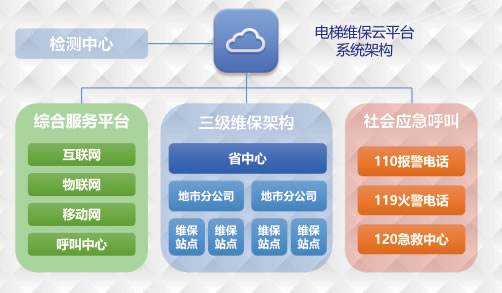 检测中心
电梯维保云平台
系统架构
综合服务平台
互联网
物联网
移动网
呼叫中心
三级维保架构
省中心
地市分公司
地市分公司
维保
站点
维保
站点
维保
站点
维保
站点
社会应急呼叫
110报警电话
119火警电话
120急救中心